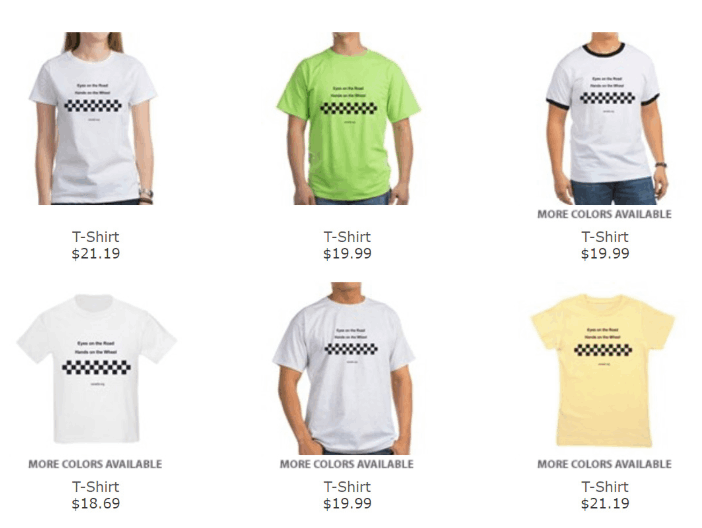 Eyes on the Road
Hands on the Wheel
Eyes on the Road
Hands on the Wheel
Eyes on the Road
Hands on the Wheel
MORE COLORS AVAILABLE
T-Shirt
$21.19
T-Shirt
$19.99
T-Shirt
$19.99
Eyes on the Road
Hands on the Wheel
Eyes on the Road
Hands on the Wheel
Eyes on the Road
Hands on the Wheel
MORE COLORS AVAILABLE
MORE COLORS AVAILABLE
MORE COLORS AVAILABLE
T-Shirt
$18.69
T-Shirt
$19.99
T-Shirt
$21.19